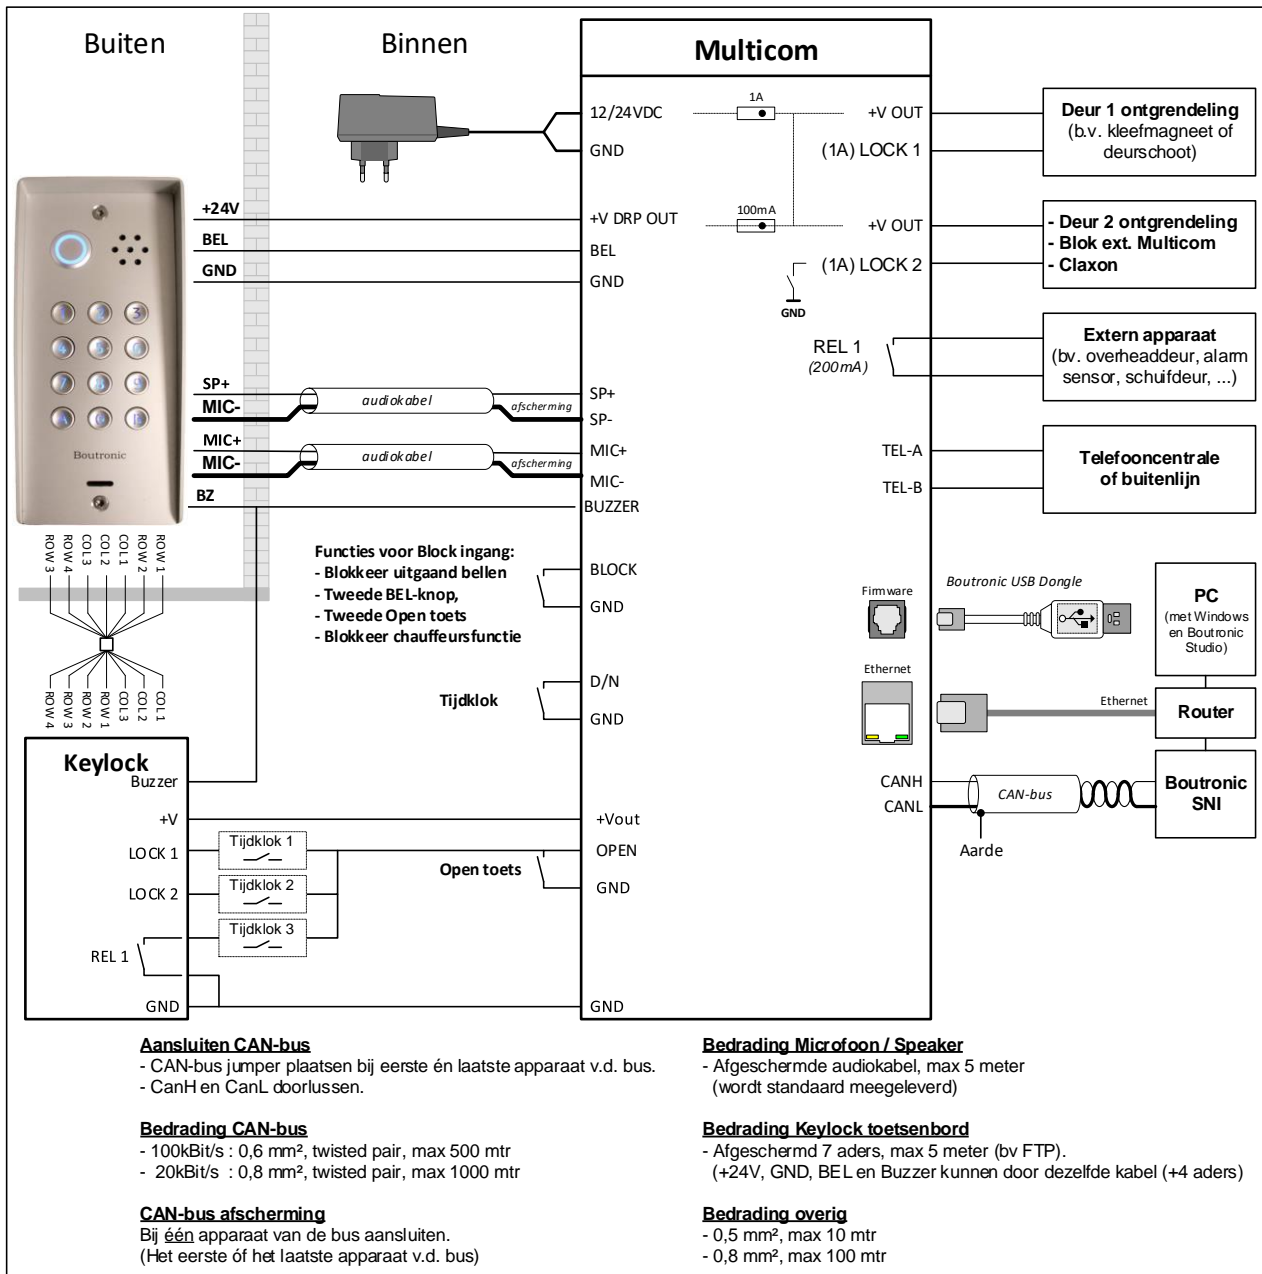 Buiten
Binnen
Multicom
12/24VDC
GND
1A
+V OUT
(1A) LOCK 1
Deur 1 ontgrendeling
(b.v. kleefmagneet of
deurschoot)
+24V
BEL
GND
+V DRP OUT
BEL
GND
100mA
+V OUT
(1A) LOCK 2
GND
- Deur 2 ontgrendeling
- Blok ext. Multicom
- Claxon
1 2 3
4 5 6
7 8 9
A 0 B
Boutronic
REL 1
(200mA)
Extern apparaat
(bv. overheaddeur, alarm
sensor, schuifdeur, ...)
SP+
MIC-
audiokabel
afscherming
SP+
SP-
MIC+
MIC-
audiokabel
afscherming
MIC+
MIC-
BZ
BUZZER
TEL-A
TEL-B
Telefooncentrale
of buitenlijn
ROW 3
ROW 4
COL 3
COL 2
COL 1
ROW 2
ROW 1
ROW 4
ROW 3
ROW 2
ROW 1
COL 3
COL 2
COL 1
Functies voor Block ingang:
- Blokkeer uitgaand bellen
- Tweede BEL-knop,
- Tweede Open toets
- Blokkeer chauffeursfunctie
BLOCK
GND
Firmware
Boutronic USB Dongle
PC
(met Windows
en Boutronic
Studio)
Tijdklok
D/N
GND
Ethernet
Ethernet
Router
Keylock
Buzzer
+V
LOCK 1
LOCK 2
REL 1
GND
Tijdklok 1
Tijdklok 2
Tijdklok 3
+Vout
Open toets
OPEN
GND
GND
CANH
CANL
CAN-bus
Aarde
Boutronic
SNI
Aansluiten CAN-bus
- CAN-bus jumper plaatsen bij eerste én laatste apparaat v.d. bus.
- CanH en CanL doorlussen.
Bedrading CAN-bus
- 100kBit/s : 0,6 mm², twisted pair, max 500 mtr
- 20kBit/s : 0,8 mm², twisted pair, max 1000 mtr
CAN-bus afscherming
Bij één apparaat van de bus aansluiten.
(Het eerste óf het laatste apparaat v.d. bus)
Bedrading Microfoon / Speaker
- Afgeschermde audiokabel, max 5 meter
(wordt standaard meegeleverd)
Bedrading Keylock toetsenbord
- Afgeschermd 7 aders, max 5 meter (bv FTP).
(+24V, GND, BEL en Buzzer kunnen door dezelfde kabel (+4 aders)
Bedrading overig
- 0,5 mm², max 10 mtr
- 0,8 mm², max 100 mtr